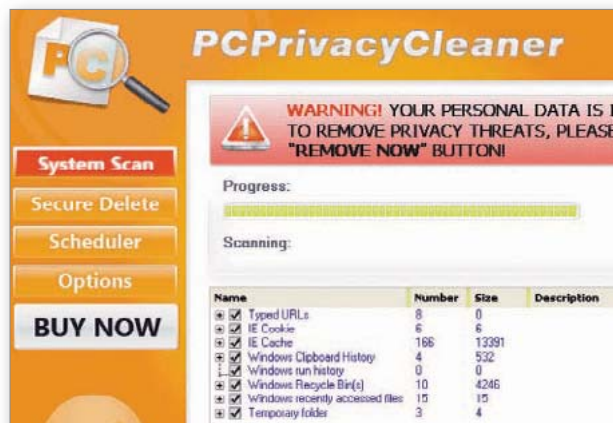 PC
PCPrivacyCleaner
WARNING! YOUR PERSONAL DATA IS
TO REMOVE PRIVACY THREATS, PLEASE
"REMOVE NOW" BUTTON!
System Scan
Secure Delete
Scheduler
Options
BUY NOW
Progress:
Scanning:
Name Number Size Description
Typed URLs 8 0
IE Cookie 6 6
IE Cache 166 13391
Windows Clipboard History 4 532
Windows run history 0 0
Windows Recycle Bin(s) 10 4246
Windows recently accessed files 15 15
Temporary folder 3 4